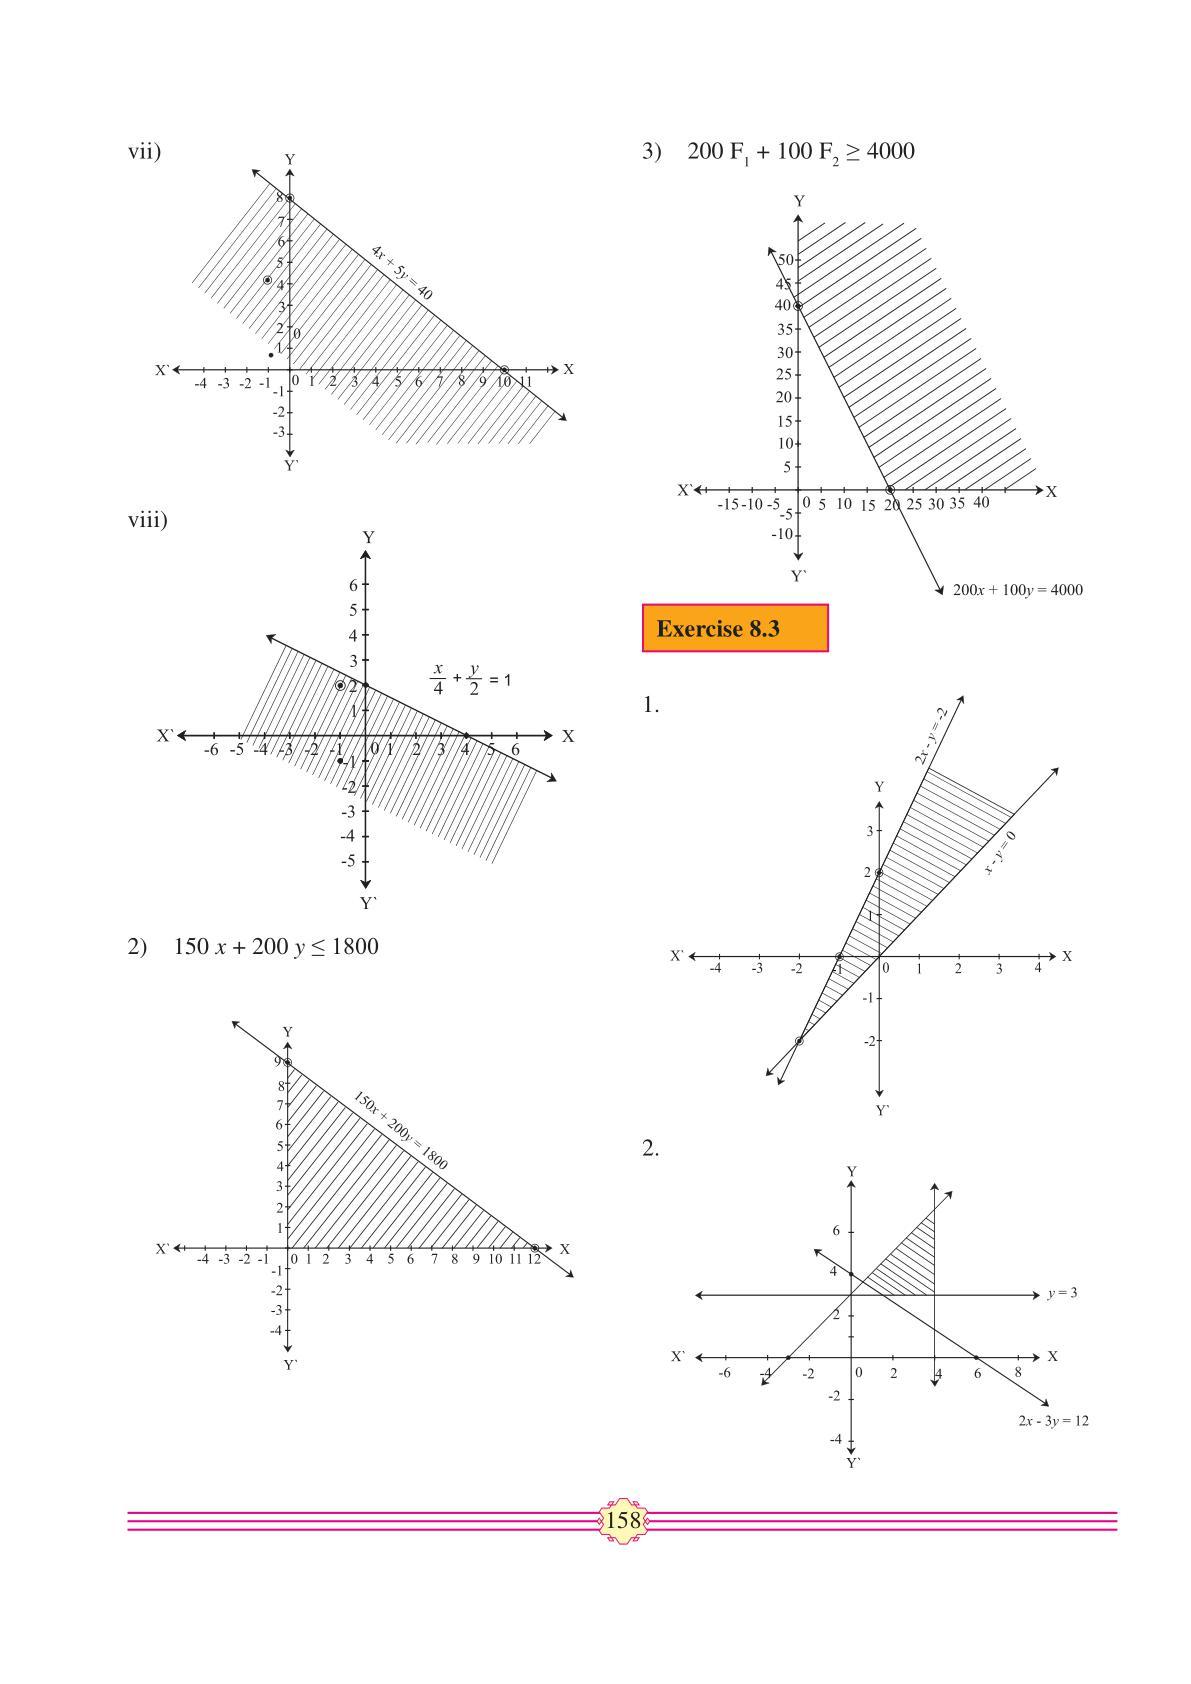 vii)
Y
8
7
6
5
4
3
2
0
1
4x + 5y = 40
X` -4 -3 -2 -1 0 1 2 3 4 5 6 7 8 9 10 11 X
-1
-2
-3
Y`
viii)
Y
6
5
4
3
2
1
x/4 + y/2 = 1
X` -6 -5 -4 -3 -2 -1 0 1 2 3 4 5 6 X
-1
-2
-3
-4
-5
Y`
2) 150 x + 200 y ≤ 1800
Y
9
8
7
6
5
4
3
2
1
150x + 200y = 1800
X` -4 -3 -2 -1 0 1 2 3 4 5 6 7 8 9 10 11 12 X
-1
-2
-3
-4
Y`
3) 200 F₁ + 100 F₂ ≥ 4000
Y
50
45
40
35
30
25
20
15
10
5
X` -15 -10 -5 0 5 10 15 20 25 30 35 40 X
-5
-10
Y`
200x + 100y = 4000
Exercise 8.3
1.
2x - y = -2
Y
3
x - y = 0
2
1
X` -4 -3 -2 -1 0 1 2 3 4 X
-1
-2
Y`
2.
Y
6
4
y = 3
2
X` -6 -4 -2 0 2 4 6 8 X
-2
2x - 3y = 12
-4
Y`
158